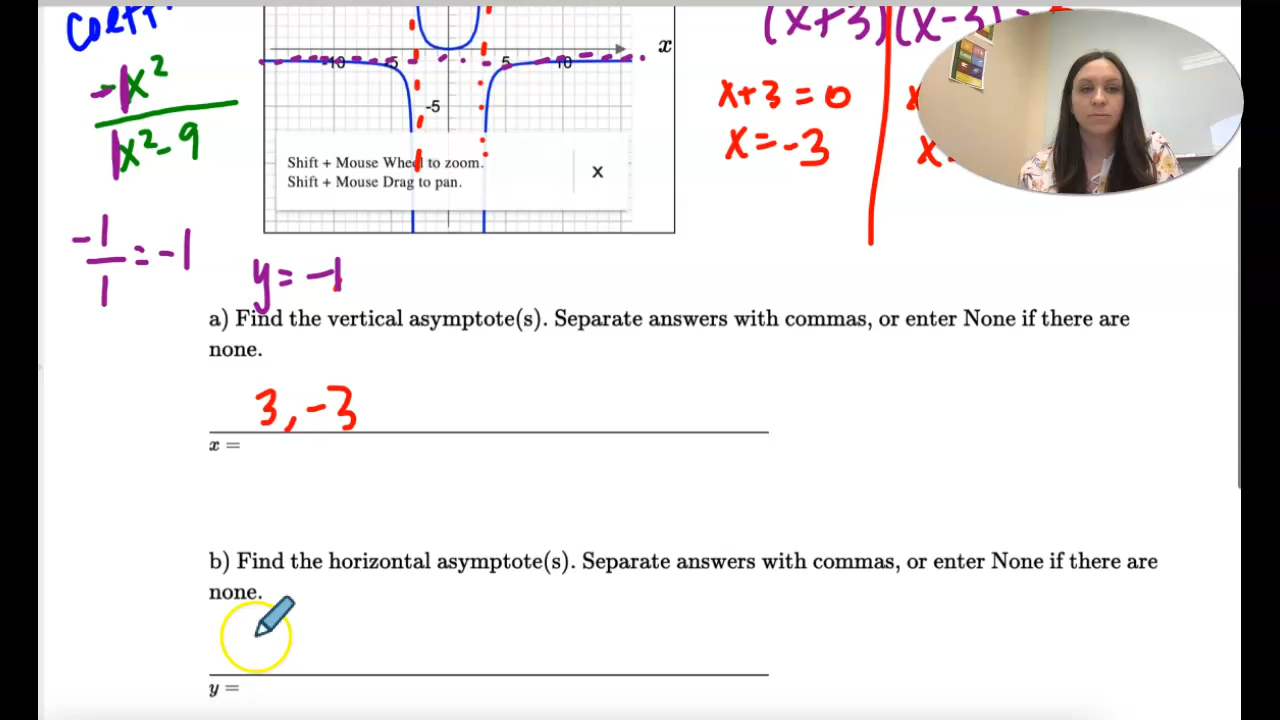 coeff.
(x+3)(x-3) =
-1x²
1x²-9
-1
1
= -1
y = -1
x
-10 -5 5 10
-5
Shift + Mouse Wheel to zoom.
Shift + Mouse Drag to pan.
x
x+3=0
x=-3
a) Find the vertical asymptote(s). Separate answers with commas, or enter None if there are
none.
3, -3
x =
b) Find the horizontal asymptote(s). Separate answers with commas, or enter None if there are
none.
y =